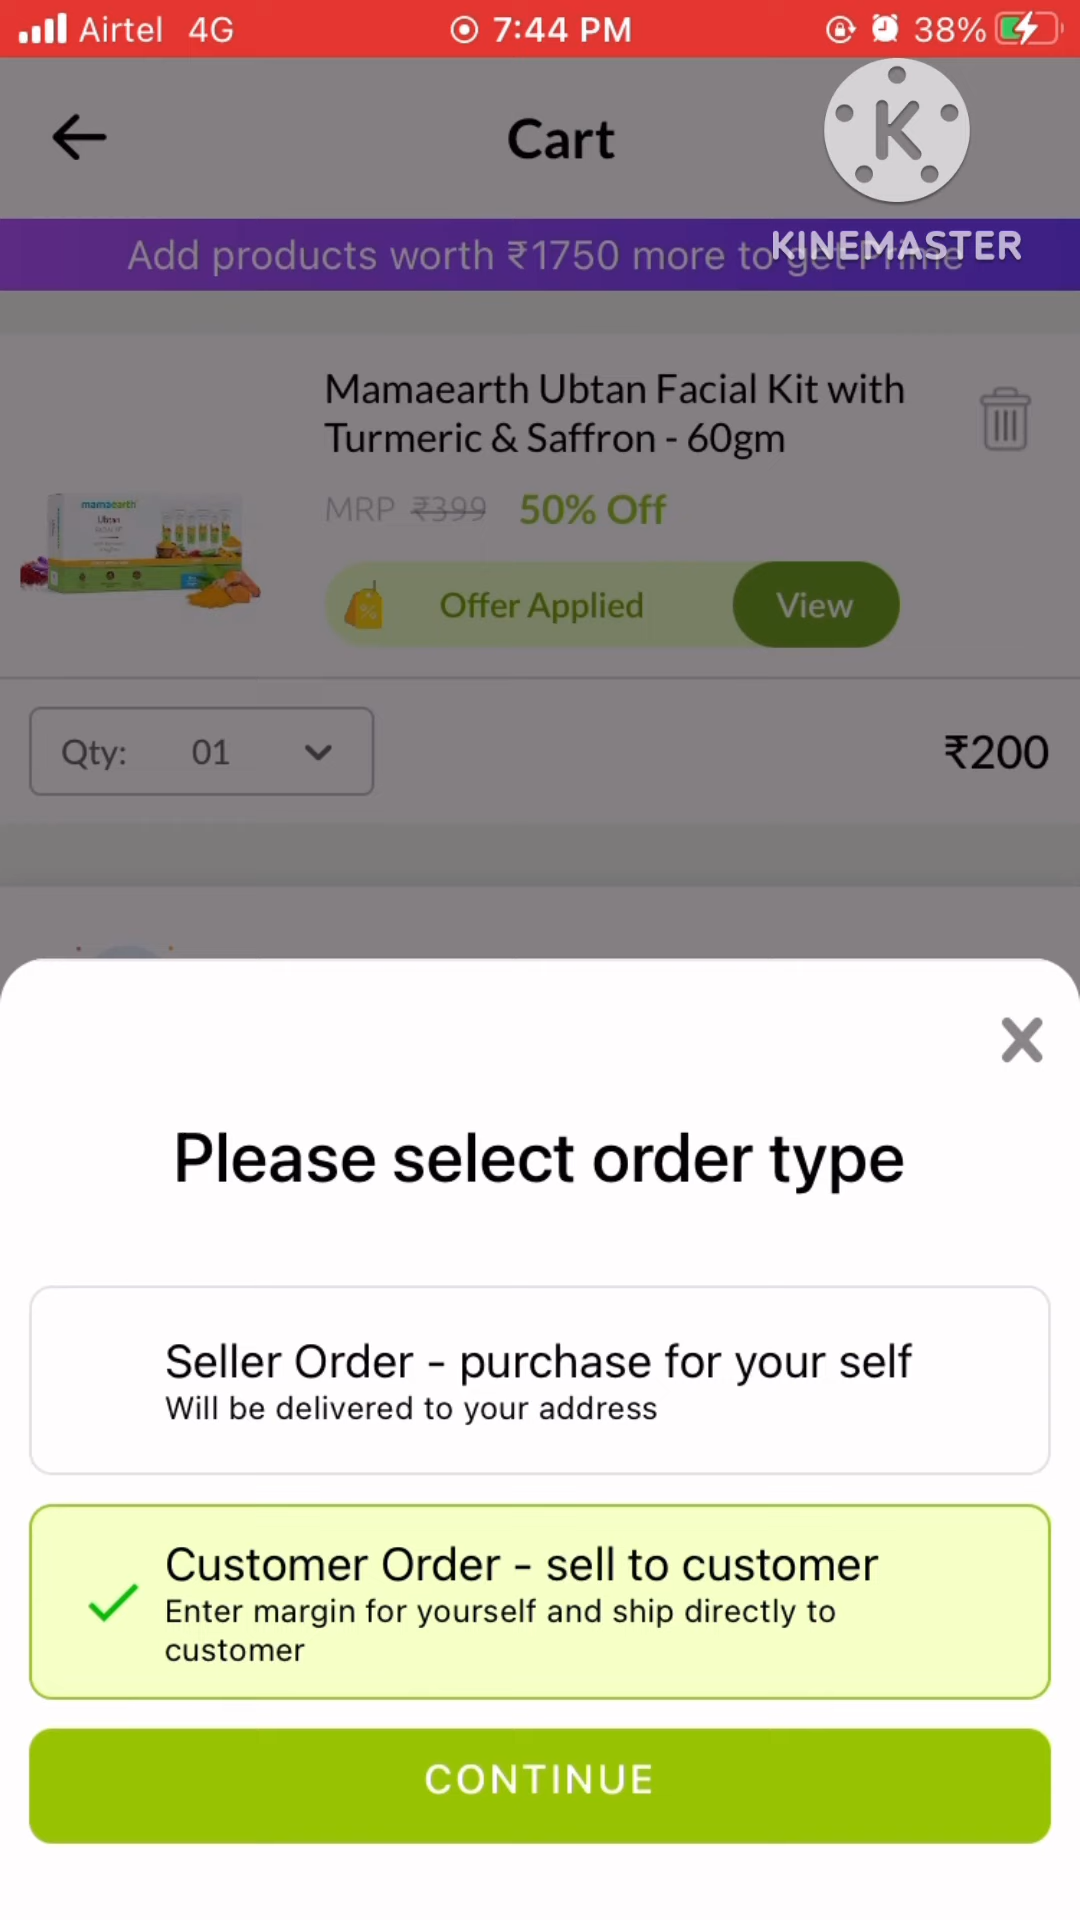 Airtel 4G 7:44 PM 38%
Cart
K
KINEMASTER
Add products worth ₹1750 more to get Prime
Mamaearth Ubtan Facial Kit with
Turmeric & Saffron - 60gm
MRP ₹399 50% Off
mamaearth
Ubtan
% Offer Applied View
Qty: 01 ₹200
Please select order type
Seller Order - purchase for your self
Will be delivered to your address
Customer Order - sell to customer
Enter margin for yourself and ship directly to
customer
CONTINUE